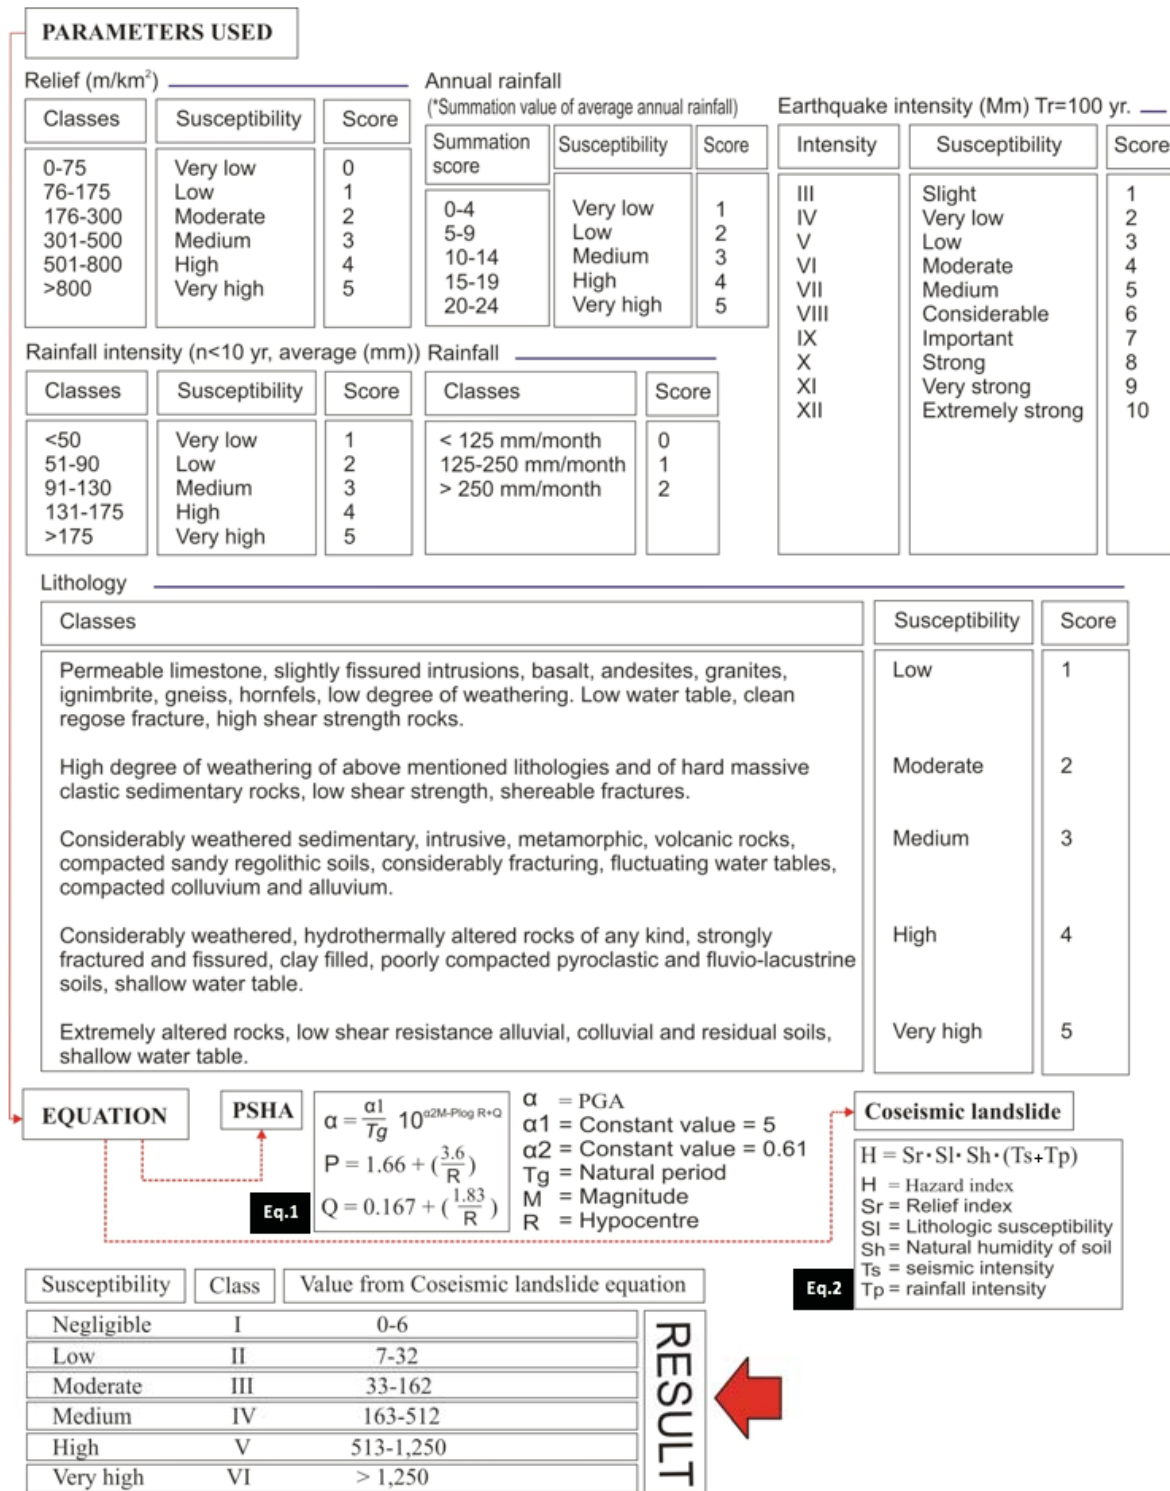 PARAMETERS USED
Relief (m/km²)
Classes Susceptibility Score
0-75 Very low 0
76-175 Low 1
176-300 Moderate 2
301-500 Medium 3
501-800 High 4
>800 Very high 5
Annual rainfall
(*Summation value of average annual rainfall)
Summation score Susceptibility Score
0-4 Very low 1
5-9 Low 2
10-14 Medium 3
15-19 High 4
20-24 Very high 5
Earthquake intensity (Mm) Tr=100 yr.
Intensity Susceptibility Score
III Slight 1
IV Very low 2
V Low 3
VI Moderate 4
VII Medium 5
VIII Considerable 6
IX Important 7
X Strong 8
XI Very strong 9
XII Extremely strong 10
Rainfall intensity (n<10 yr, average (mm))
Classes Susceptibility Score
<50 Very low 1
51-90 Low 2
91-130 Medium 3
131-175 High 4
>175 Very high 5
Rainfall
Classes Score
< 125 mm/month 0
125-250 mm/month 1
> 250 mm/month 2
Lithology
Classes Susceptibility Score
Permeable limestone, slightly fissured intrusions, basalt, andesites, granites, Low 1
ignimbrite, gneiss, hornfels, low degree of weathering. Low water table, clean
regose fracture, high shear strength rocks.
High degree of weathering of above mentioned lithologies and of hard massive Moderate 2
clastic sedimentary rocks, low shear strength, shereable fractures.
Considerably weathered sedimentary, intrusive, metamorphic, volcanic rocks, Medium 3
compacted sandy regolithic soils, considerably fracturing, fluctuating water tables,
compacted colluvium and alluvium.
Considerably weathered, hydrothermally altered rocks of any kind, strongly High 4
fractured and fissured, clay filled, poorly compacted pyroclastic and fluvio-lacustrine
soils, shallow water table.
Extremely altered rocks, low shear resistance alluvial, colluvial and residual soils, Very high 5
shallow water table.
EQUATION
PSHA
α = α1/Tg 10^α2M-Plog R+Q
P = 1.66 + (3.6/R)
Q = 0.167 + (1.83/R)
Eq.1
α = PGA
α1 = Constant value = 5
α2 = Constant value = 0.61
Tg = Natural period
M = Magnitude
R = Hypocentre
Coseismic landslide
H = Sr·Sl·Sh·(Ts+Tp)
H = Hazard index
Sr = Relief index
Sl = Lithologic susceptibility
Sh = Natural humidity of soil
Ts = seismic intensity
Tp = rainfall intensity
Eq.2
Susceptibility Class Value from Coseismic landslide equation
Negligible I 0-6
Low II 7-32
Moderate III 33-162
Medium IV 163-512
High V 513-1,250
Very high VI > 1,250
RESULT